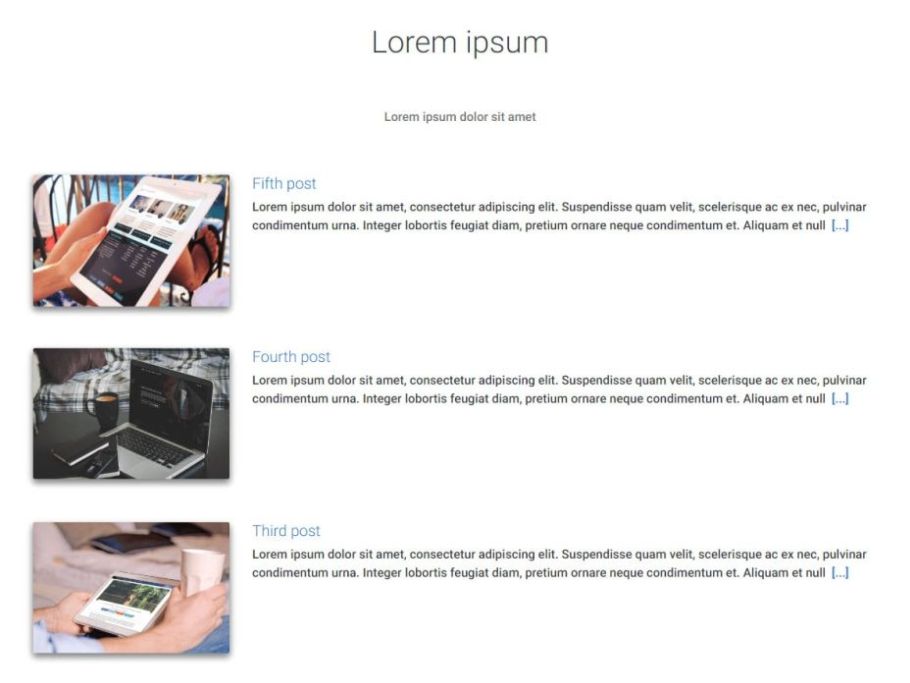 Lorem ipsum
Lorem ipsum dolor sit amet
Fifth post
Lorem ipsum dolor sit amet, consectetur adipiscing elit. Suspendisse quam velit, scelerisque ac ex nec, pulvinar
condimentum urna. Integer lobortis feugiat diam, pretium ornare neque condimentum et. Aliquam et null [...]
Fourth post
Lorem ipsum dolor sit amet, consectetur adipiscing elit. Suspendisse quam velit, scelerisque ac ex nec, pulvinar
condimentum urna. Integer lobortis feugiat diam, pretium ornare neque condimentum et. Aliquam et null [...]
Third post
Lorem ipsum dolor sit amet, consectetur adipiscing elit. Suspendisse quam velit, scelerisque ac ex nec, pulvinar
condimentum urna. Integer lobortis feugiat diam, pretium ornare neque condimentum et. Aliquam et null [...]